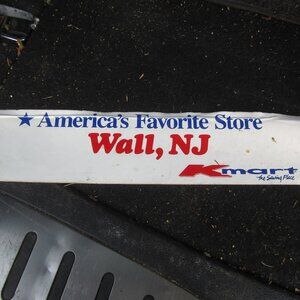 ★ America's Favorite Store
Wall, NJ
Kmart
the Saving Place